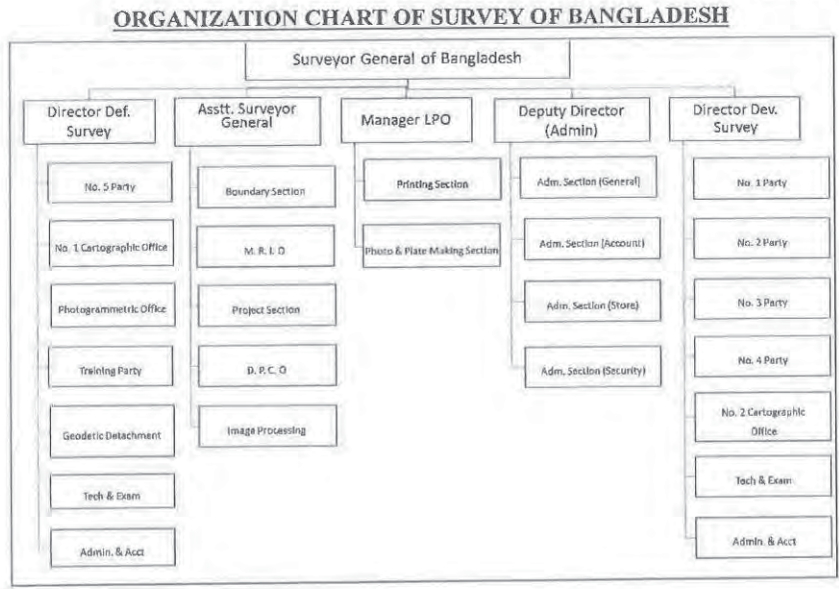 ORGANIZATION CHART OF SURVEY OF BANGLADESH
Surveyor General of Bangladesh
Director Def.
Survey
No. 5 Party
No. 1 Cartographic Office
Photogrammetric Office
Training Party
Geodetic Detachment
Tech & Exam
Admin. & Acct
Asstt. Surveyor
General
Boundary Section
M. R. I. O
Project Section
D. P. C. O
Image Processing
Manager LPO
Printing Section
Photo & Plate Making Section
Deputy Director
(Admin)
Adm. Section (General)
Adm. Section (Account)
Adm. Section (Store)
Adm. Section (Security)
Director Dev.
Survey
No. 1 Party
No. 2 Party
No. 3 Party
No. 4 Party
No. 2 Cartographic
Office
Tech & Exam
Admin. & Acct